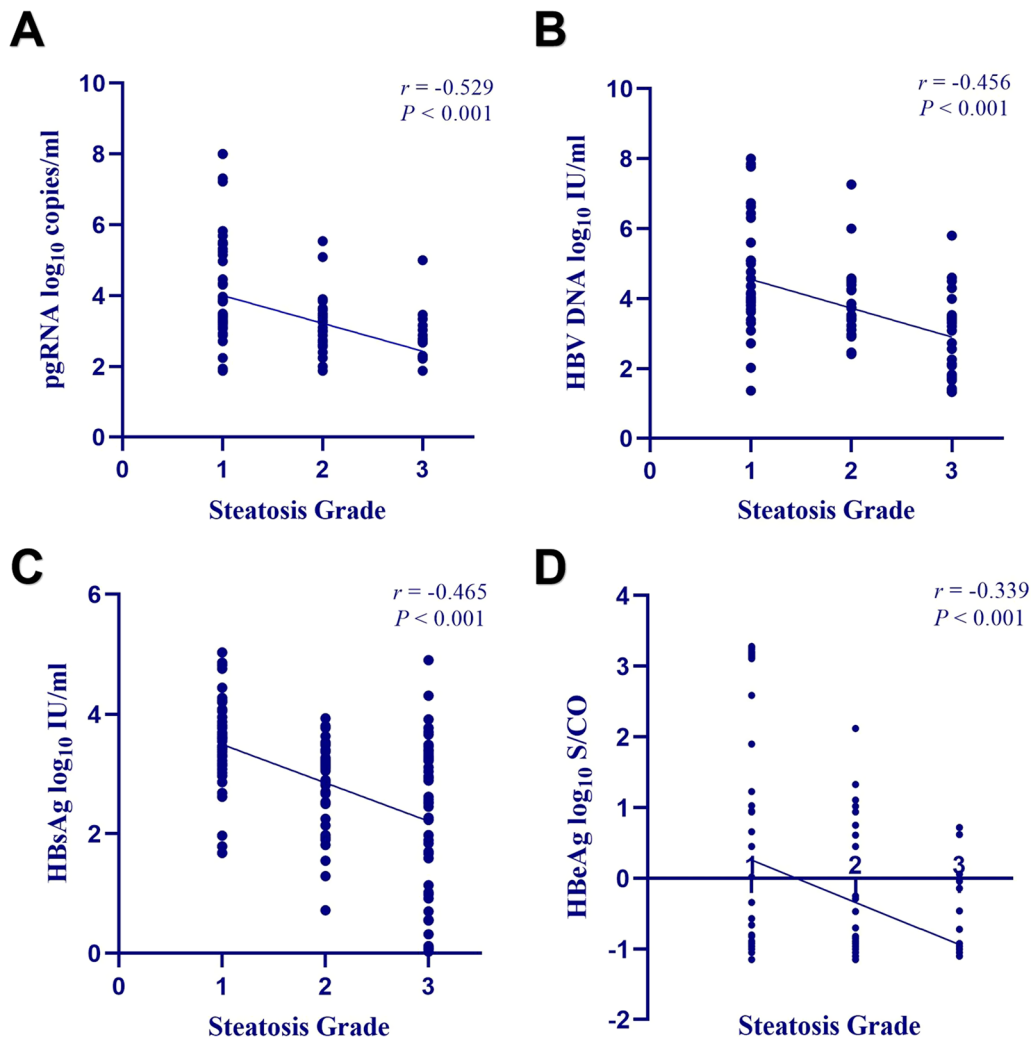 A
r = -0.529
P < 0.001
pgRNA log10 copies/ml
10
8
6
4
2
0
0 1 2 3
Steatosis Grade
B
r = -0.456
P < 0.001
HBV DNA log10 IU/ml
10
8
6
4
2
0
0 1 2 3
Steatosis Grade
C
r = -0.465
P < 0.001
HBsAg log10 IU/ml
6
4
2
0
0 1 2 3
Steatosis Grade
D
r = -0.339
P < 0.001
HBeAg log10 S/CO
4
3
2
1
0
-1
-2
1 2 3
Steatosis Grade